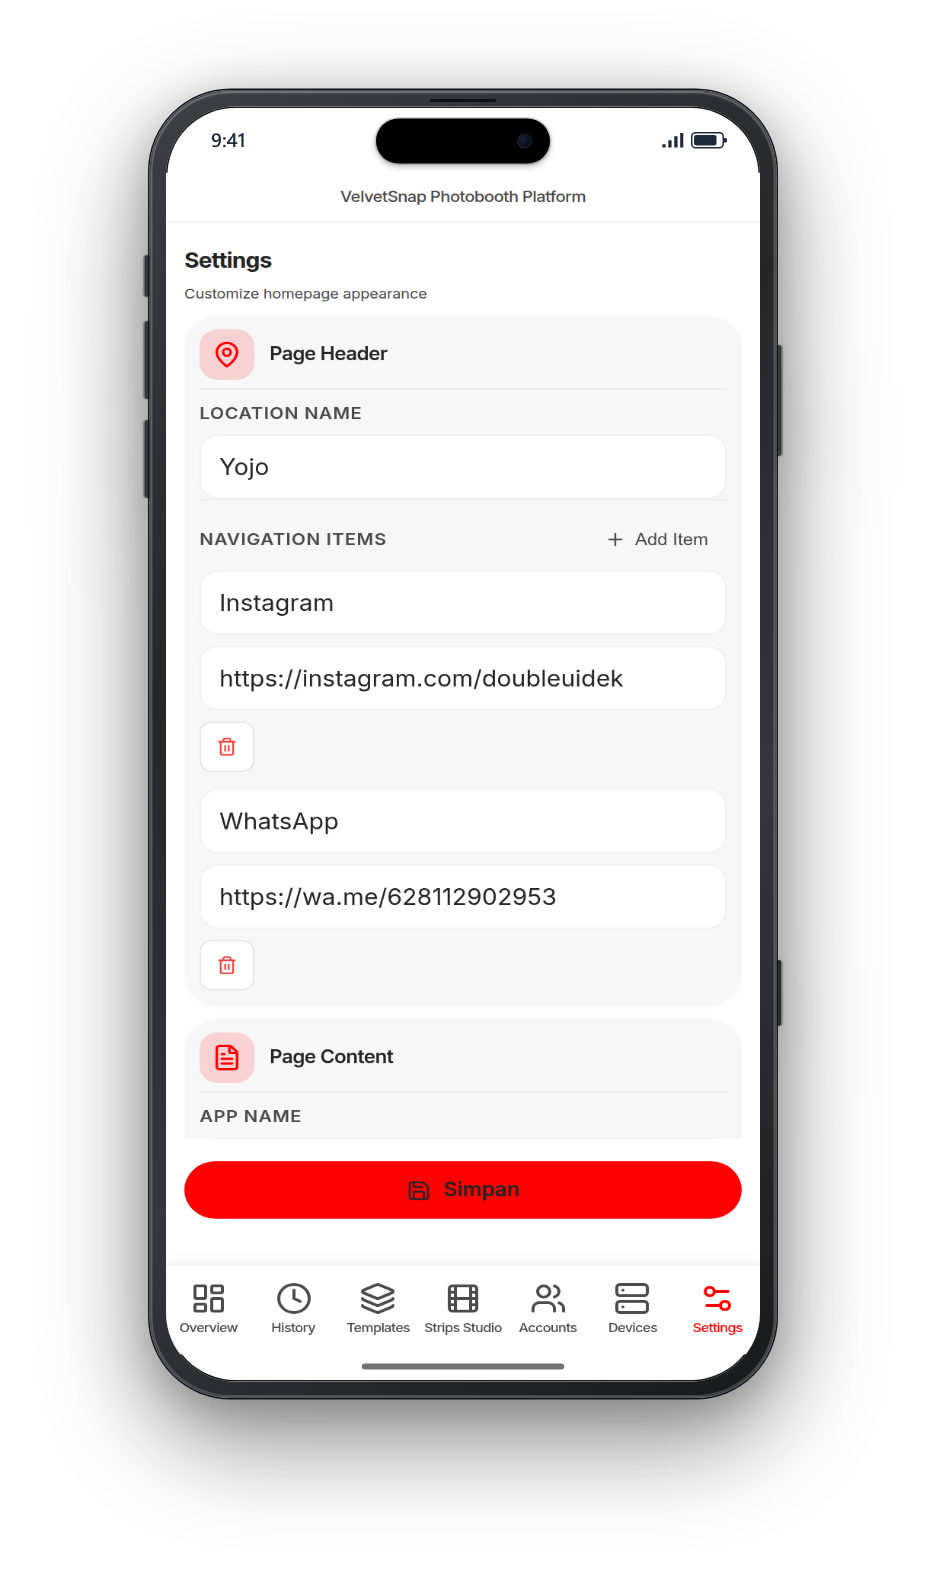 9:41
VelvetSnap Photobooth Platform
Settings
Customize homepage appearance
Page Header
LOCATION NAME
Yojo
NAVIGATION ITEMS
Add Item
Instagram
https://instagram.com/doubleuidek
WhatsApp
https://wa.me/628112902953
Page Content
APP NAME
Simpan
Overview
History
Templates
Strips Studio
Accounts
Devices
Settings